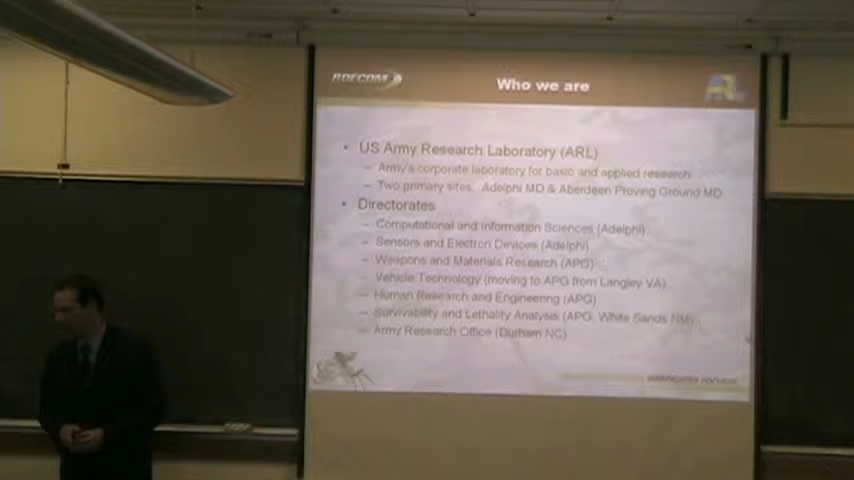 RDECOM
Who we are
ARL
• US Army Research Laboratory (ARL)
– Army's corporate laboratory for basic and applied research
– Two primary sites: Adelphi MD & Aberdeen Proving Ground MD
• Directorates
– Computational and Information Sciences (Adelphi)
– Sensors and Electron Devices (Adelphi)
– Weapons and Materials Research (APG)
– Vehicle Technology (moving to APG from Langley VA)
– Human Research and Engineering (APG)
– Survivability and Lethality Analysis (APG, White Sands NM)
– Army Research Office (Durham NC)